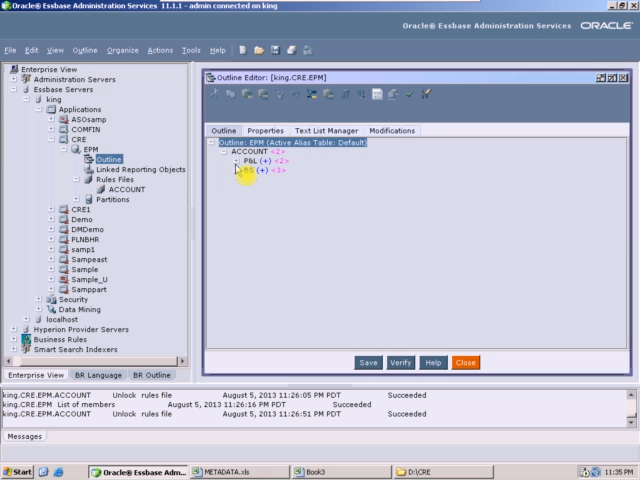 Oracle® Essbase Administration Services 11.1.1 - admin connected on king
Oracle® Essbase Administration Services ORACLE
File Edit View Outline Organize Actions Tools Help
Enterprise View
Administration Servers
Essbase Servers
king
Applications
ASOsamp
COMFIN
CRE
EPM
Outline
Linked Reporting Objects
Rules Files
ACCOUNT
Partitions
CRE1
Demo
DMDemo
PLNBHR
samp1
Sampeast
Sample
Sample_U
Samppart
Security
Data Mining
localhost
Hyperion Provider Servers
Business Rules
Smart Search Indexers
Enterprise View BR Language BR Outline
Outline Editor: [king.CRE.EPM]
Outline Properties Text List Manager Modifications
Outline: EPM (Active Alias Table: Default)
ACCOUNT <2>
P&L (+) <2>
BS (+) <3>
Save Verify Help Close
king.CRE.EPM.ACCOUNT Unlock rules file August 5, 2013 11:26:05 PM PDT Succeeded
king.CRE.EPM List of members August 5, 2013 11:26:16 PM PDT Succeeded
king.CRE.EPM.ACCOUNT Unlock rules file August 5, 2013 11:26:51 PM PDT Succeeded
Messages
Start Oracle® Essbase Adm... METADATA.xls Book3 D:\CRE 11:35 PM